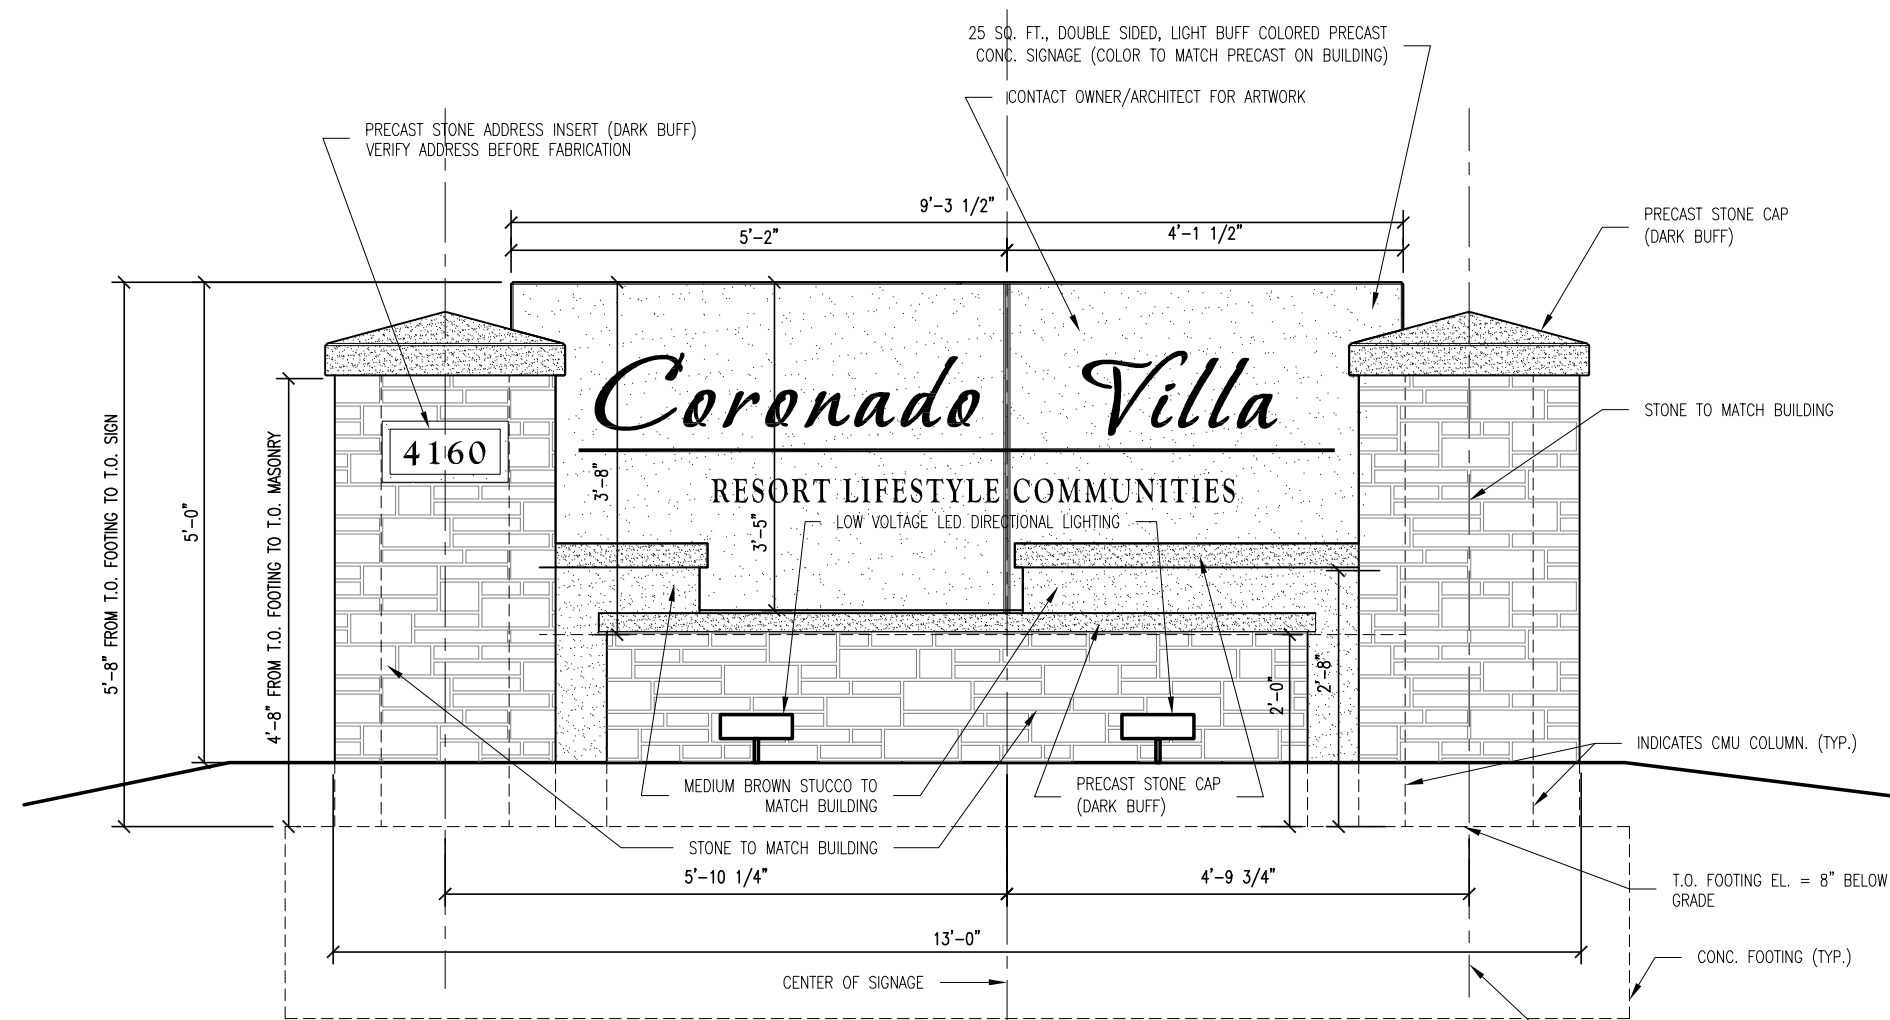 25 SQ. FT., DOUBLE SIDED, LIGHT BUFF COLORED PRECAST
CONC. SIGNAGE (COLOR TO MATCH PRECAST ON BUILDING)
CONTACT OWNER/ARCHITECT FOR ARTWORK
PRECAST STONE ADDRESS INSERT (DARK BUFF)
VERIFY ADDRESS BEFORE FABRICATION
9'-3 1/2"
5'-2"
4'-1 1/2"
PRECAST STONE CAP
(DARK BUFF)
Coronado Villa
STONE TO MATCH BUILDING
4160
RESORT LIFESTYLE COMMUNITIES
LOW VOLTAGE LED DIRECTIONAL LIGHTING
5'-8" FROM T.O. FOOTING TO T.O. SIGN
5'-0"
4'-8" FROM T.O. FOOTING TO T.O. MASONRY
3'-8"
3'-5"
2'-0"
2'-8"
INDICATES CMU COLUMN. (TYP.)
MEDIUM BROWN STUCCO TO
MATCH BUILDING
PRECAST STONE CAP
(DARK BUFF)
STONE TO MATCH BUILDING
5'-10 1/4"
4'-9 3/4"
T.O. FOOTING EL. = 8" BELOW
GRADE
13'-0"
CONC. FOOTING (TYP.)
CENTER OF SIGNAGE